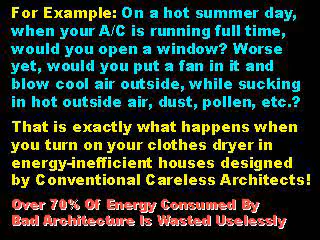 For Example: On a hot summer day,
when your A/C is running full time,
would you open a window? Worse
yet, would you put a fan in it and
blow cool air outside, while sucking
in hot outside air, dust, pollen, etc.?
That is exactly what happens when
you turn on your clothes dryer in
energy-inefficient houses designed
by Conventional Careless Architects!
Over 70% Of Energy Consumed By
Bad Architecture Is Wasted Uselessly